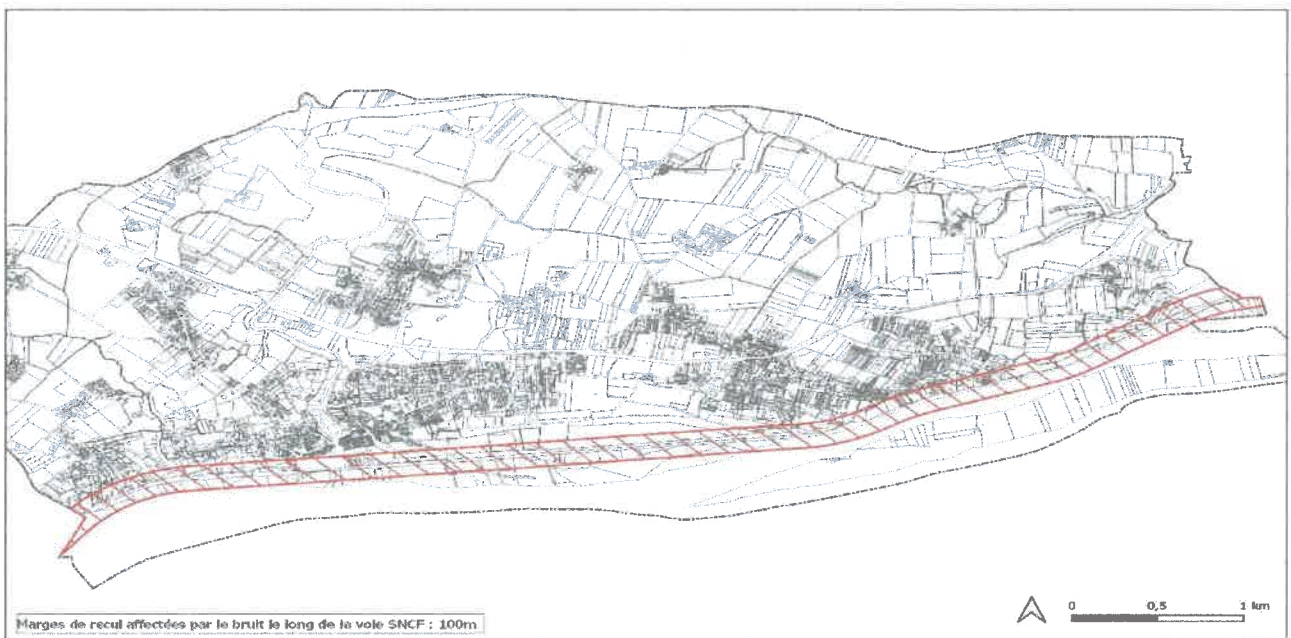 Marges de recul affectées par le bruit le long de la voie SNCF : 100m
0 0,5 1 km